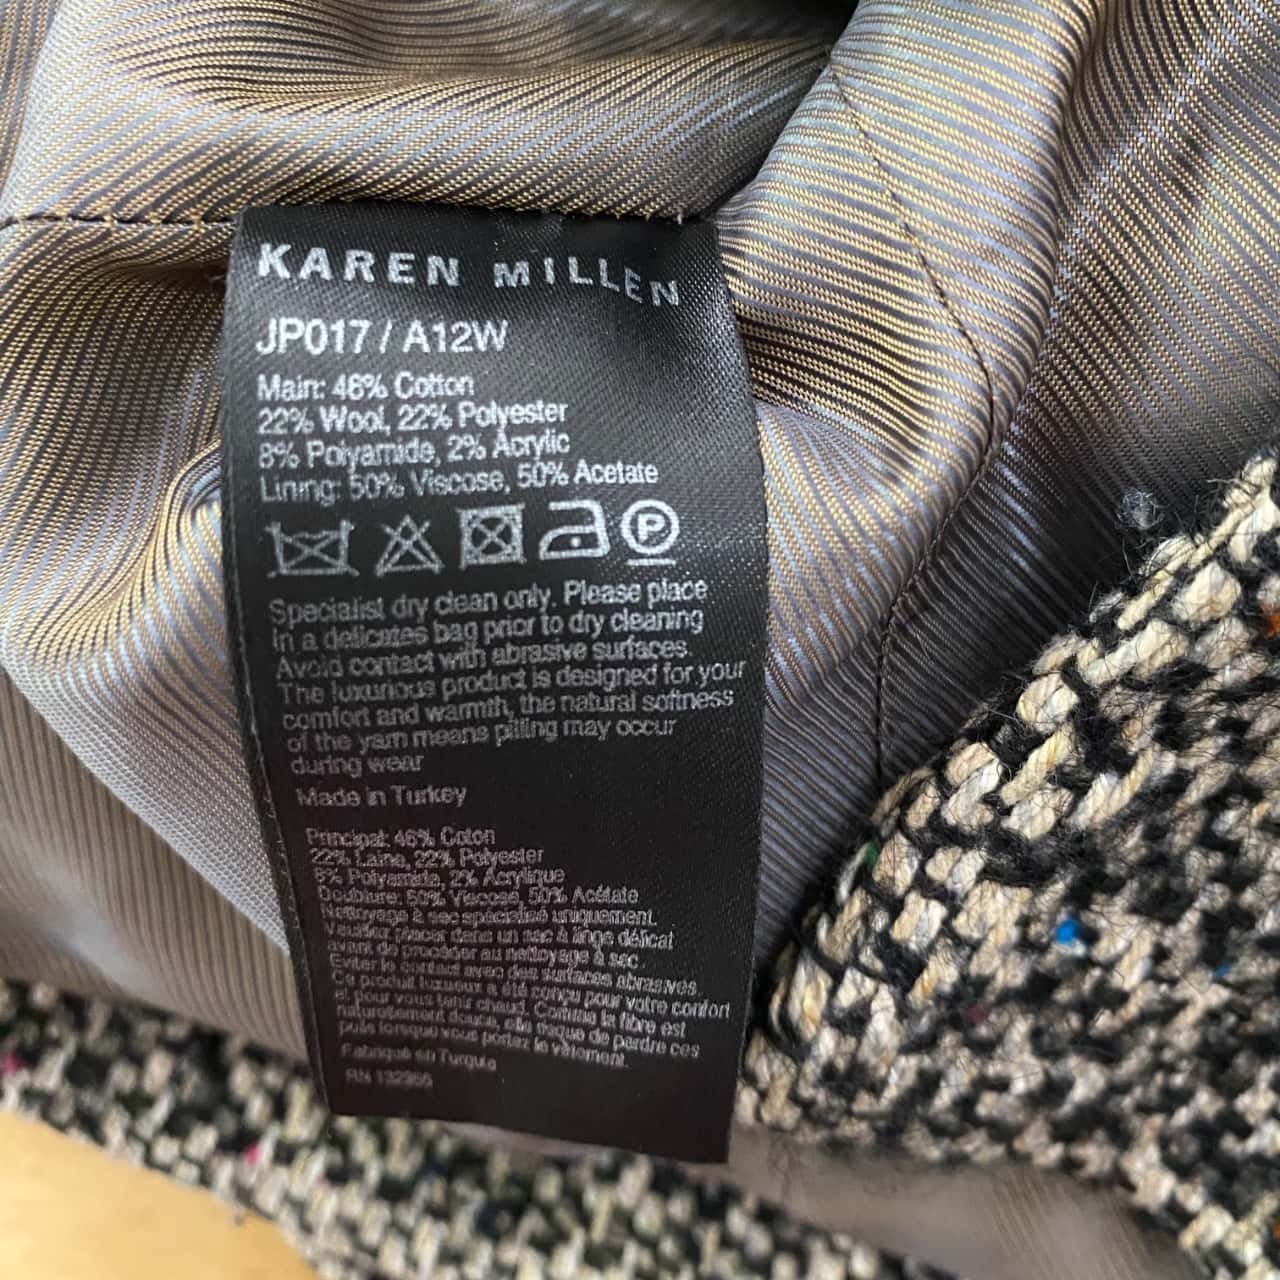 KAREN MILLEN
JP017 / A12W
Main: 46% Cotton
22% Wool, 22% Polyester
8% Polyamide, 2% Acrylic
Lining: 50% Viscose, 50% Acetate
P
Specialist dry clean only. Please place
in a delicates bag prior to dry cleaning
Avoid contact with abrasive surfaces.
The luxurious product is designed for your
comfort and warmth, the natural softness
of the yarn means pilling may occur
during wear
Made in Turkey
Principal: 46% Coton
22% Laine, 22% Polyester
8% Polyamide, 2% Acrylique
Doublure: 50% Viscose, 50% Acétate
Nettoyage à sec spécialisé uniquement.
Veuillez placer dans un sac à linge délicat
avant de procéder au nettoyage à sec.
Eviter le contact avec des surfaces abrasives.
Ce produit luxueux a été conçu pour votre confort
et pour vous tenir chaud. Comme la fibre est
naturellement douce, elle risque de perdre ces
puls lorsque vous portez le vêtement.
Fabriqué en Turquie
RN 132366